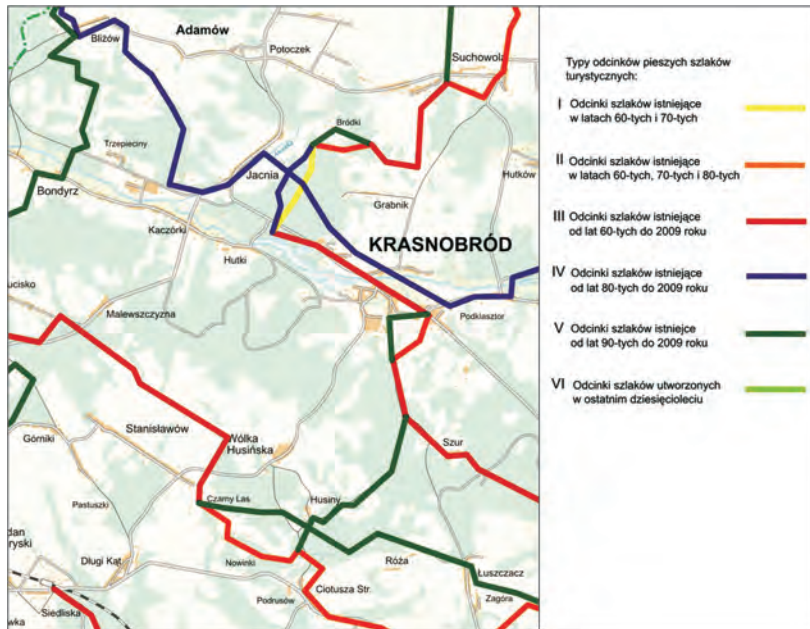 Adamów
Bliżów
Potoczek
Suchowola
Bródki
Trzepieciny
Jacnia
Hutków
Bondyrz
Grabnik
Kaczórki
KRASNOBRÓD
Hutki
ucisko
Malewszczyzna
Podklasztor
Stanisławów
Górniki
Wólka
Husińska
Szur
Pastuszki
Czarny Las
Husiny
dan
ryski
Długi Kąt
Nowinki
Róża
Łuszczacz
Podrusów
Ciotusza Str.
Zagóra
Siedliska
wka
Typy odcinków pieszych szlaków
turystycznych:
I Odcinki szlaków istniejące
w latach 60-tych i 70-tych
II Odcinki szlaków istniejące
w latach 60-tych, 70-tych i 80-tych
III Odcinki szlaków istniejące
od lat 60-tych do 2009 roku
IV Odcinki szlaków istniejące
od lat 80-tych do 2009 roku
V Odcinki szlaków istniejce
od lat 90-tych do 2009 roku
VI Odcinki szlaków utworzonych
w ostatnim dziesięcioleciu